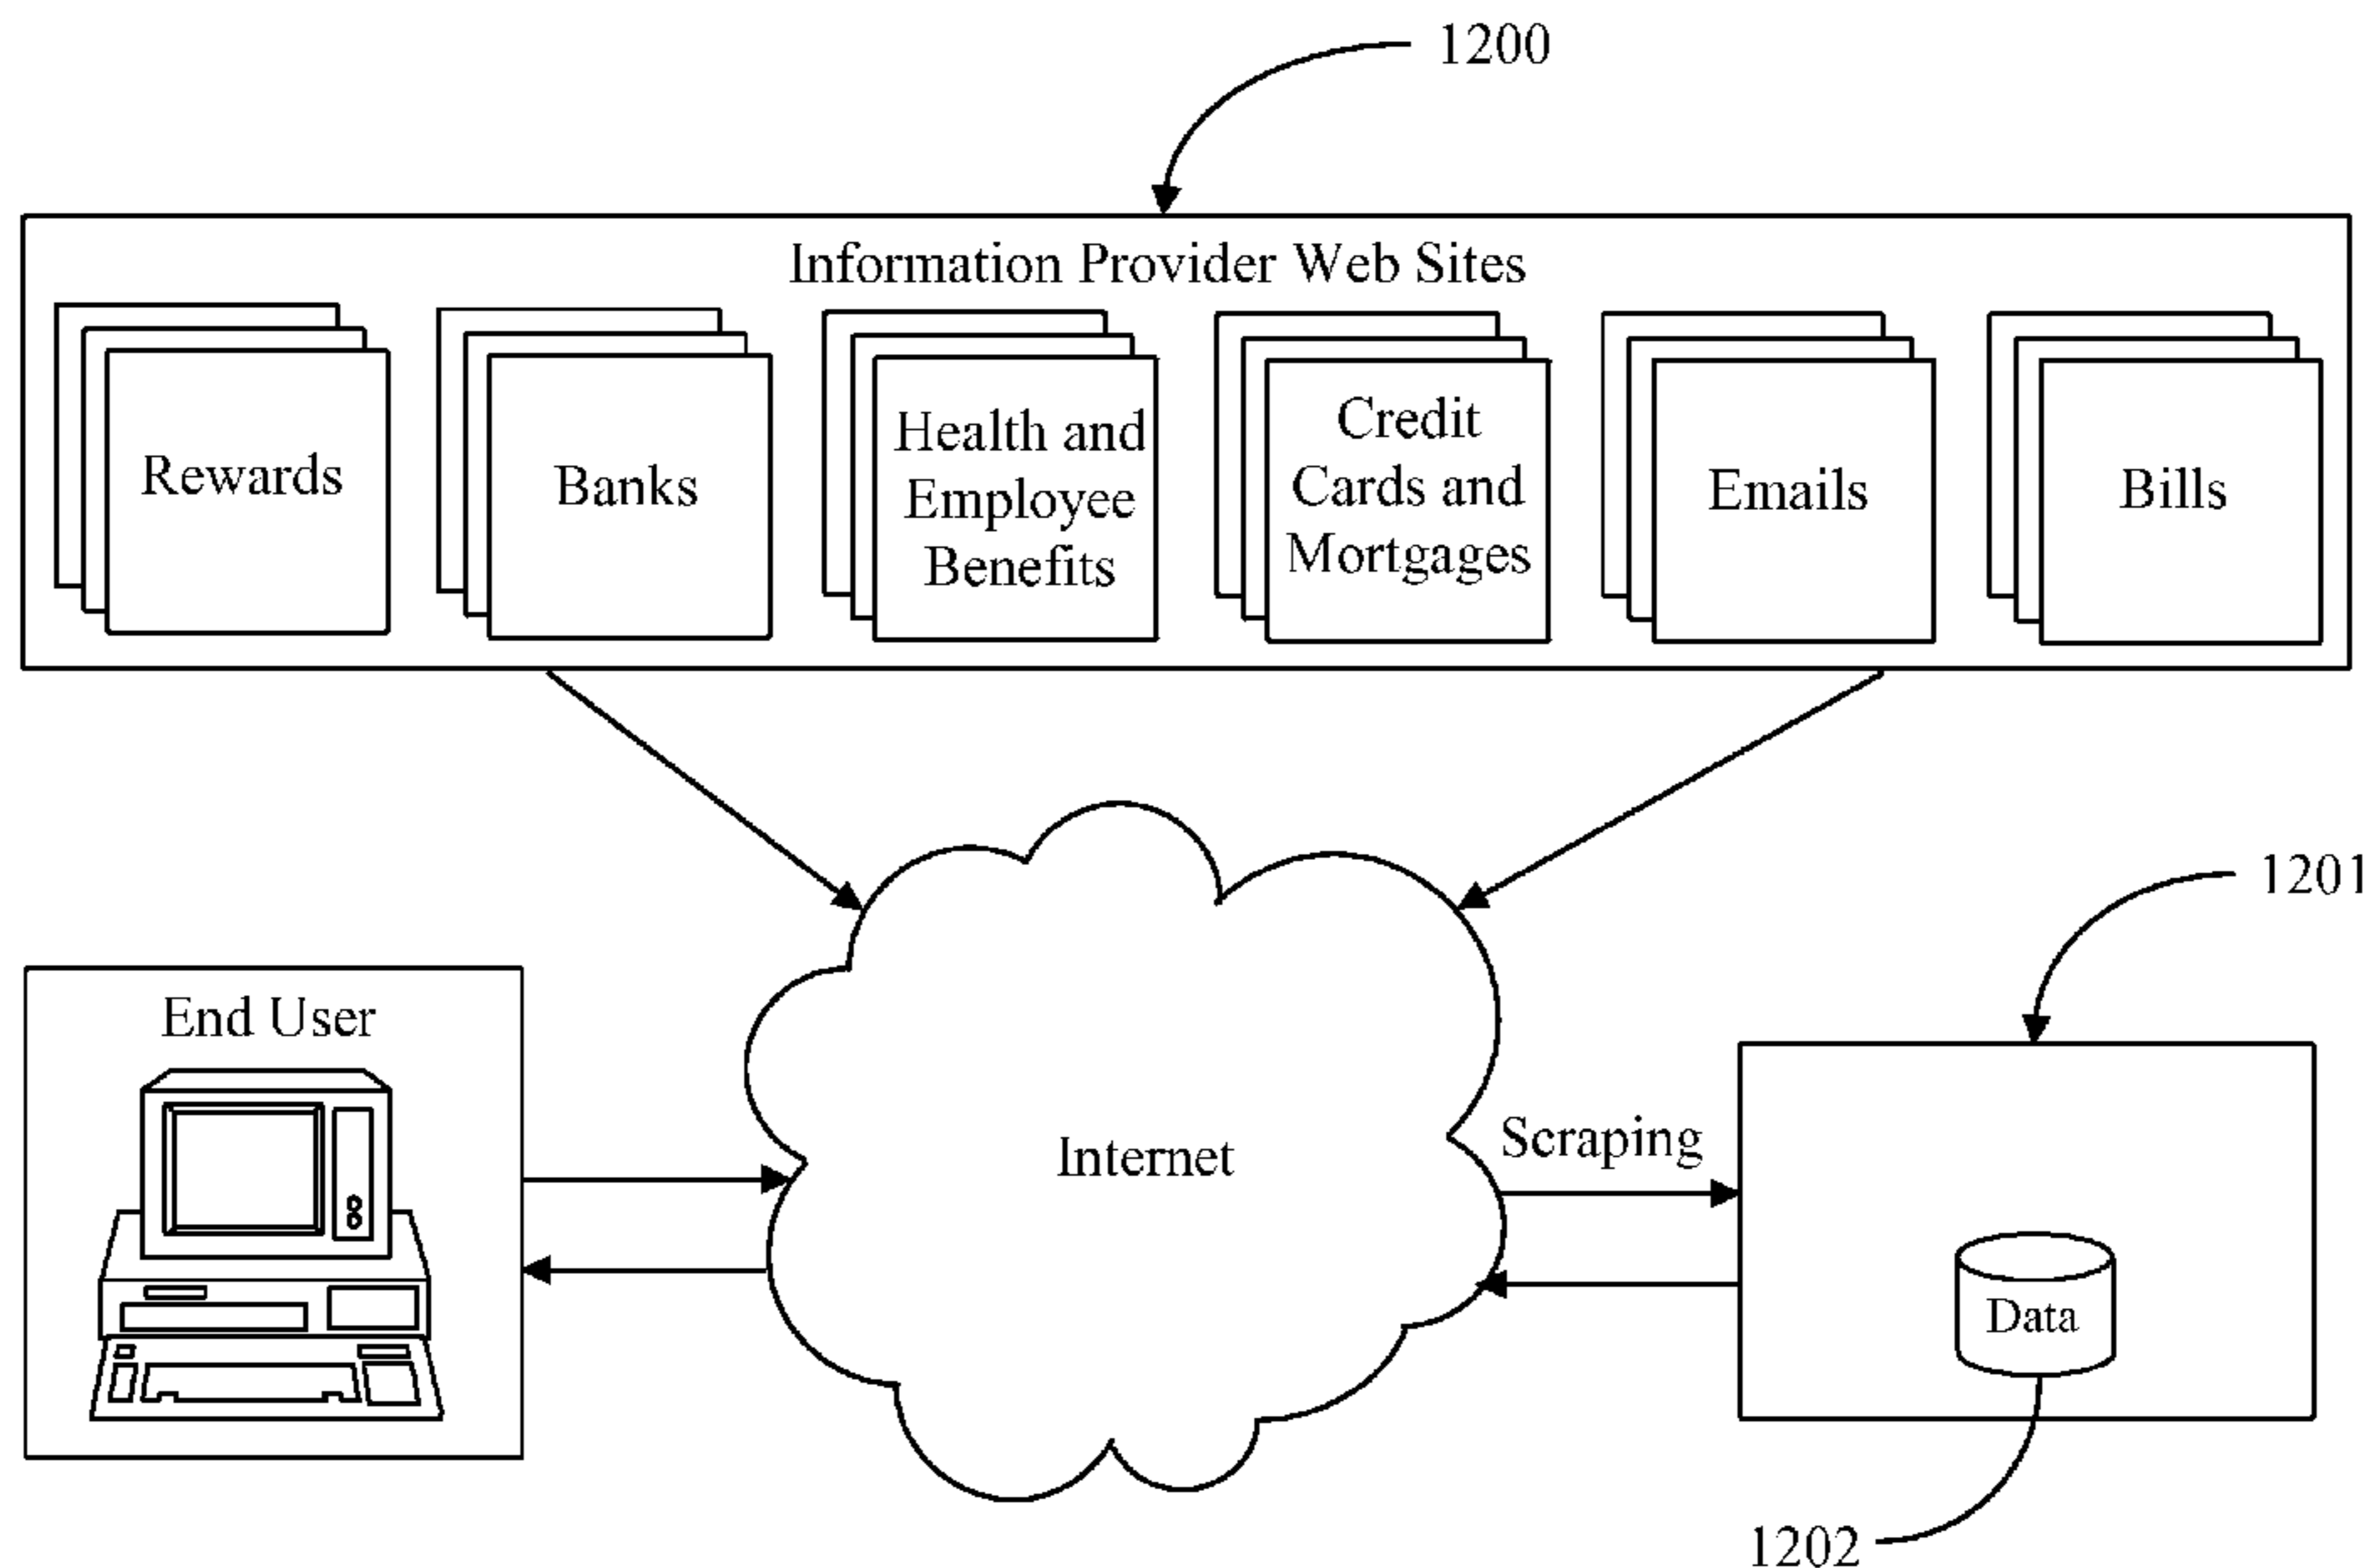 1200
Information Provider Web Sites
Rewards
Banks
Health and
Employee
Benefits
Credit
Cards and
Mortgages
Emails
Bills
1201
End User
Internet
Scraping
Data
1202